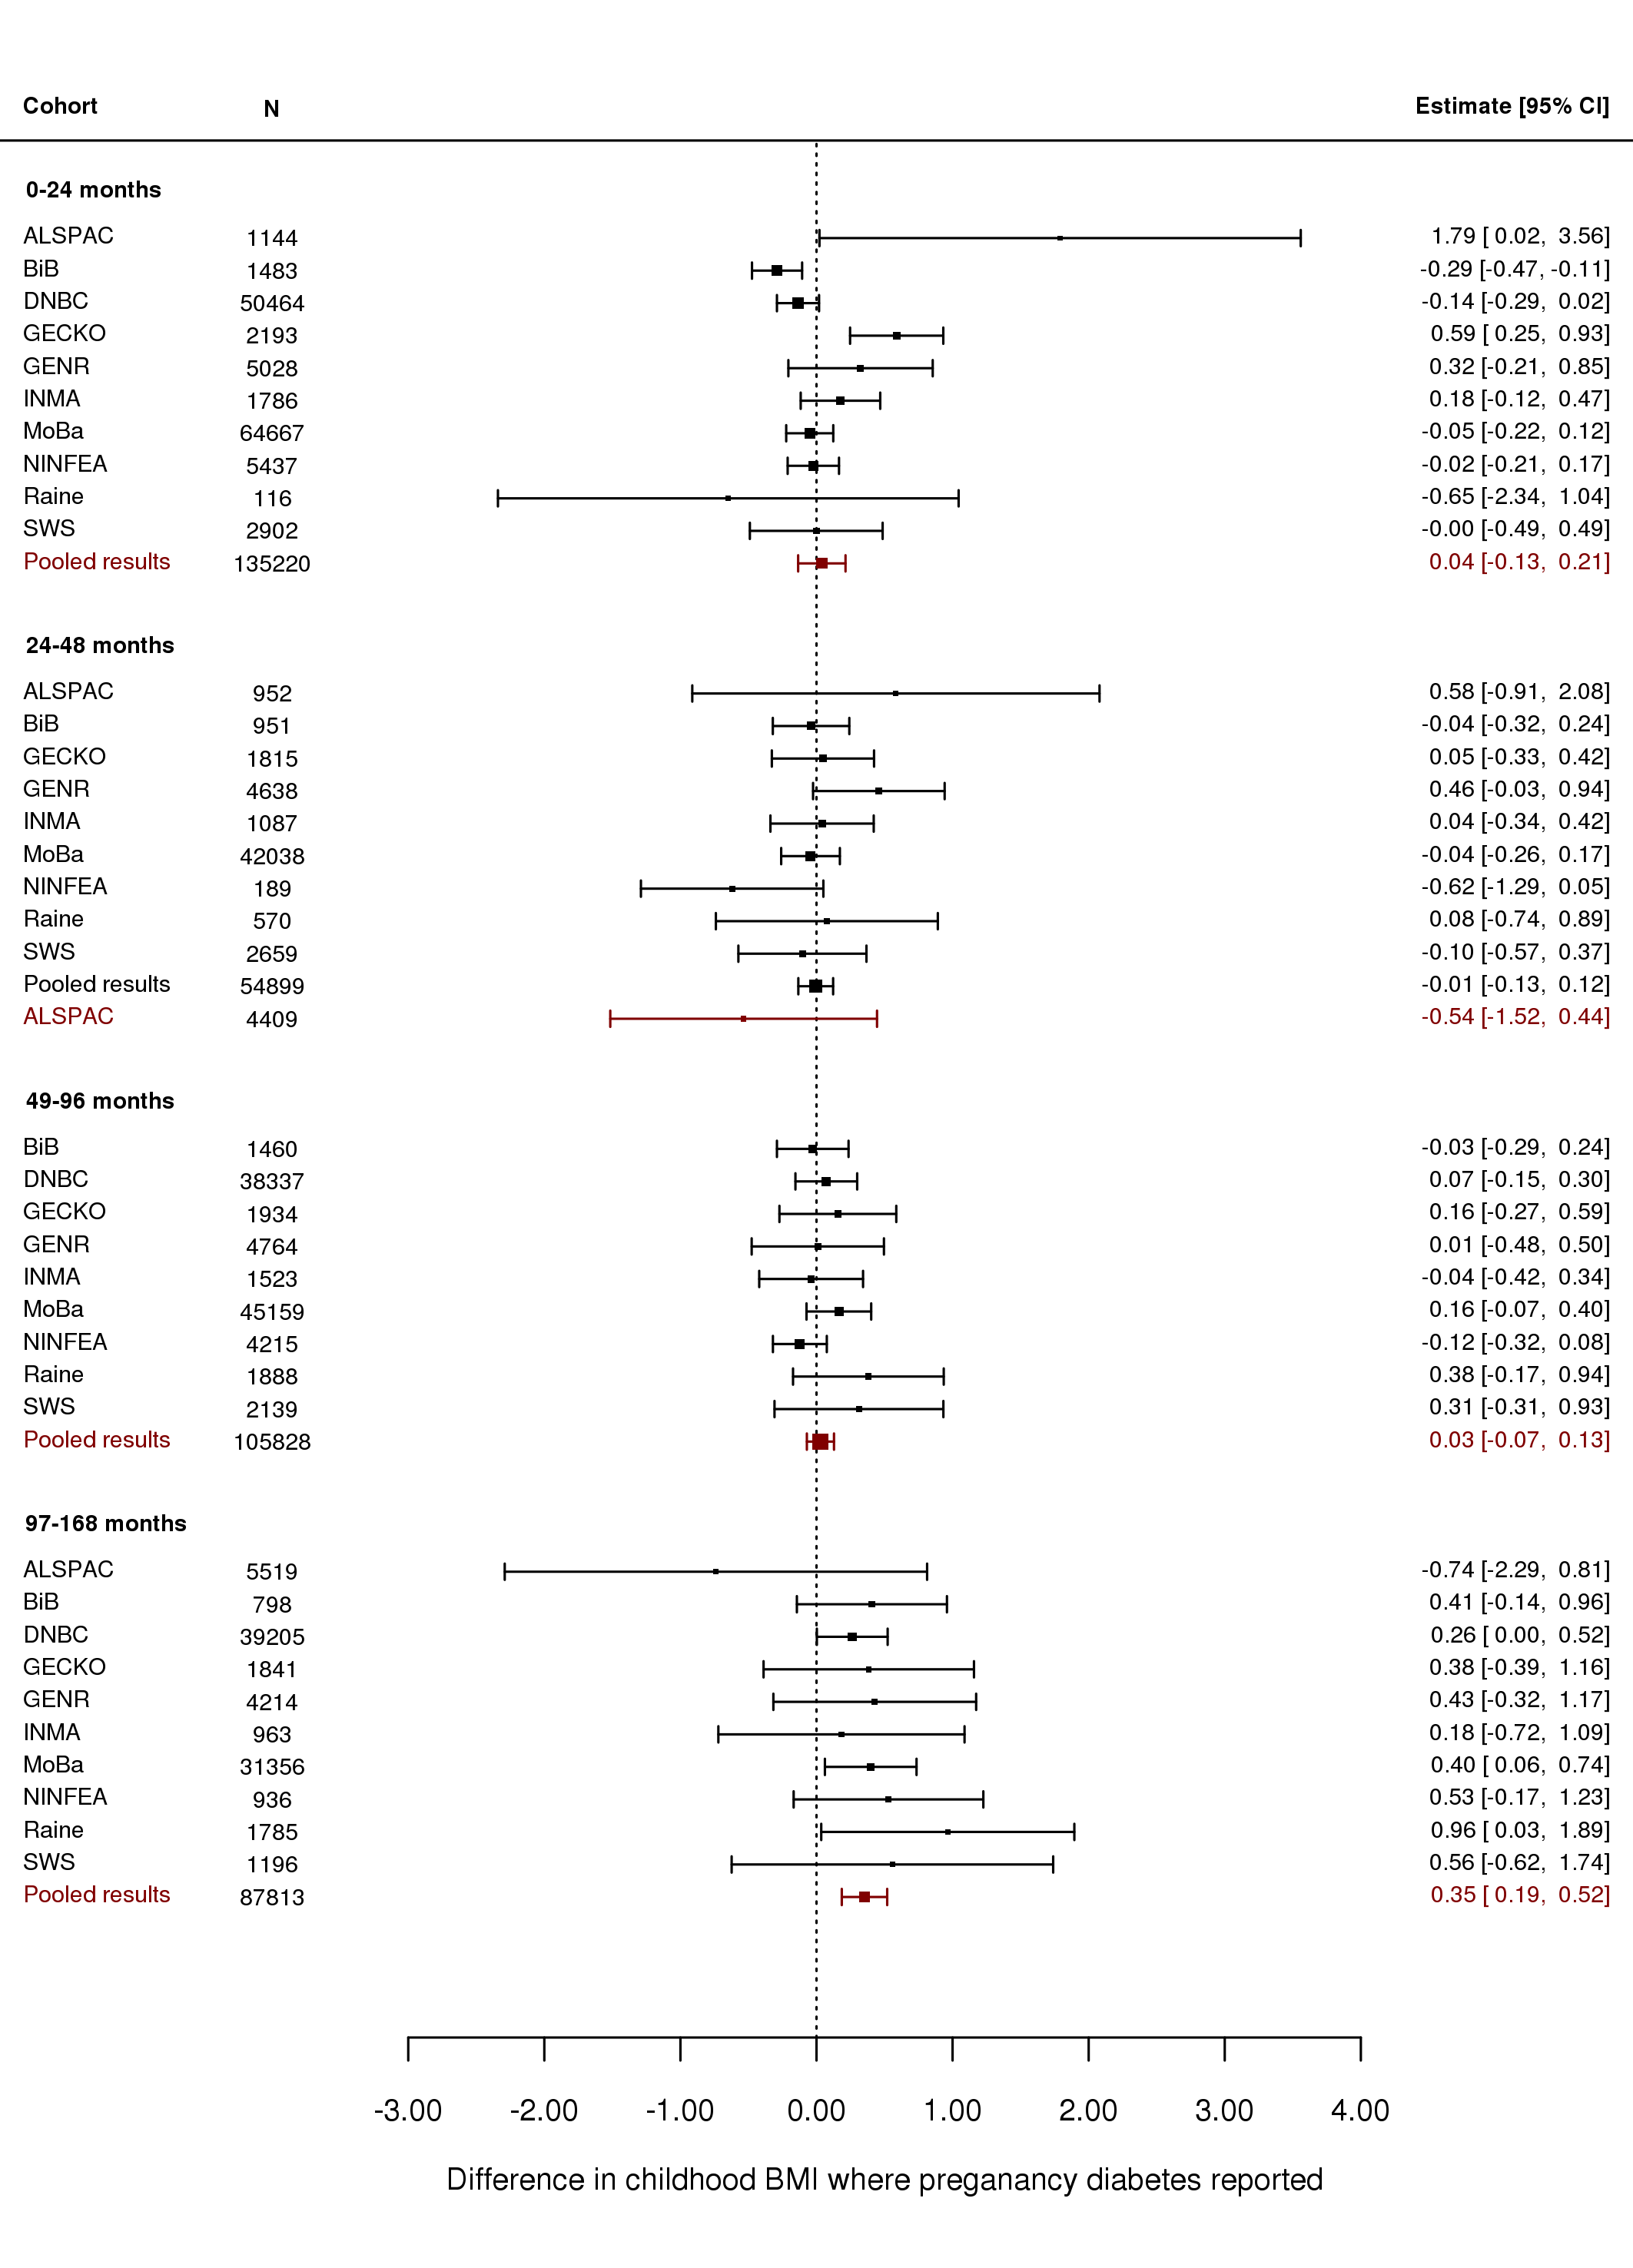 Cohort N Estimate [95% CI]
0-24 months
ALSPAC 1144 1.79 [ 0.02, 3.56]
BiB 1483 -0.29 [-0.47, -0.11]
DNBC 50464 -0.14 [-0.29, 0.02]
GECKO 2193 0.59 [ 0.25, 0.93]
GENR 5028 0.32 [-0.21, 0.85]
INMA 1786 0.18 [-0.12, 0.47]
MoBa 64667 -0.05 [-0.22, 0.12]
NINFEA 5437 -0.02 [-0.21, 0.17]
Raine 116 -0.65 [-2.34, 1.04]
SWS 2902 -0.00 [-0.49, 0.49]
Pooled results 135220 0.04 [-0.13, 0.21]
24-48 months
ALSPAC 952 0.58 [-0.91, 2.08]
BiB 951 -0.04 [-0.32, 0.24]
GECKO 1815 0.05 [-0.33, 0.42]
GENR 4638 0.46 [-0.03, 0.94]
INMA 1087 0.04 [-0.34, 0.42]
MoBa 42038 -0.04 [-0.26, 0.17]
NINFEA 189 -0.62 [-1.29, 0.05]
Raine 570 0.08 [-0.74, 0.89]
SWS 2659 -0.10 [-0.57, 0.37]
Pooled results 54899 -0.01 [-0.13, 0.12]
ALSPAC 4409 -0.54 [-1.52, 0.44]
49-96 months
BiB 1460 -0.03 [-0.29, 0.24]
DNBC 38337 0.07 [-0.15, 0.30]
GECKO 1934 0.16 [-0.27, 0.59]
GENR 4764 0.01 [-0.48, 0.50]
INMA 1523 -0.04 [-0.42, 0.34]
MoBa 45159 0.16 [-0.07, 0.40]
NINFEA 4215 -0.12 [-0.32, 0.08]
Raine 1888 0.38 [-0.17, 0.94]
SWS 2139 0.31 [-0.31, 0.93]
Pooled results 105828 0.03 [-0.07, 0.13]
97-168 months
ALSPAC 5519 -0.74 [-2.29, 0.81]
BiB 798 0.41 [-0.14, 0.96]
DNBC 39205 0.26 [ 0.00, 0.52]
GECKO 1841 0.38 [-0.39, 1.16]
GENR 4214 0.43 [-0.32, 1.17]
INMA 963 0.18 [-0.72, 1.09]
MoBa 31356 0.40 [ 0.06, 0.74]
NINFEA 936 0.53 [-0.17, 1.23]
Raine 1785 0.96 [ 0.03, 1.89]
SWS 1196 0.56 [-0.62, 1.74]
Pooled results 87813 0.35 [ 0.19, 0.52]
-3.00 -2.00 -1.00 0.00 1.00 2.00 3.00 4.00
Difference in childhood BMI where preganancy diabetes reported